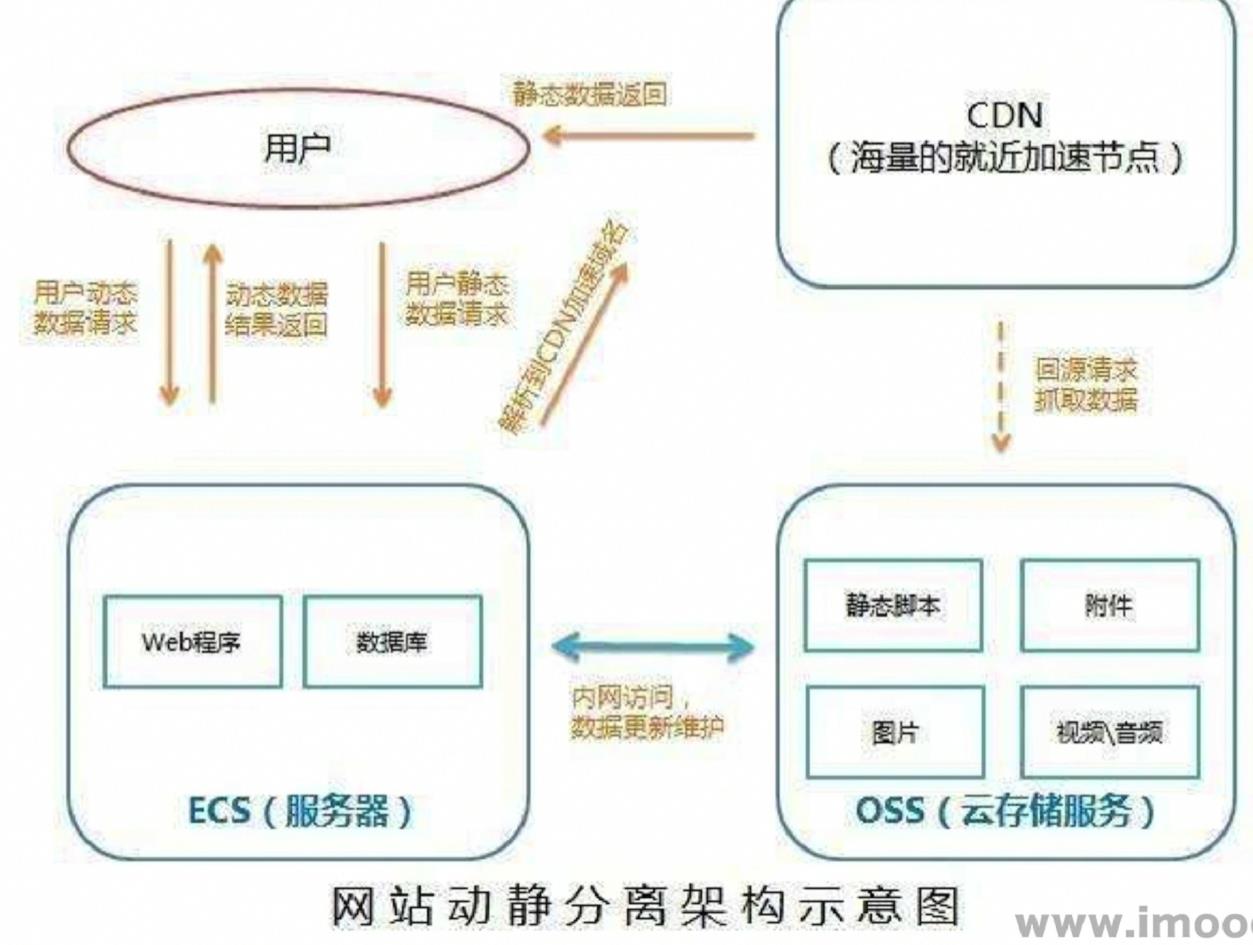 静态数据返回
用户
CDN
（海量的就近加速节点）
用户动态
数据请求
动态数据
结果返回
用户静态
数据请求
解析到CDN加速域名
回源请求
抓取数据
Web程序
数据库
ECS（服务器）
内网访问，
数据更新维护
静态脚本
附件
图片
视频\音频
OSS（云存储服务）
网站动静分离架构示意图
www.imoo